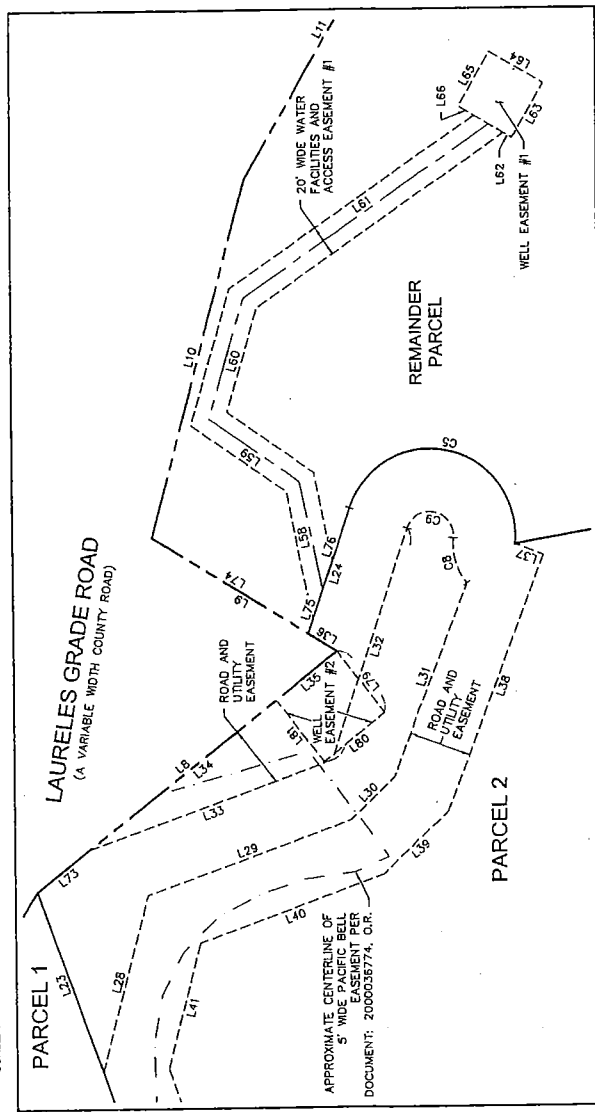 LAURELES GRADE ROAD
(A VARIABLE WIDTH COUNTY ROAD)
PARCEL 1
L23
L73
L8
L34
L33
ROAD AND
UTILITY
EASEMENT
L35
L36
L9
L74
L10
L11
20' WIDE WATER
FACILITIES AND
ACCESS EASEMENT #1
L59
L60
L61
L58
L75
L24
L76
L66
L65
L64
L63
L62
WELL EASEMENT #1
REMAINDER
PARCEL
C5
C9
C8
L37
L32
L31
L38
WELL
EASEMENT #2
L79
L80
L81
ROAD AND
UTILITY
EASEMENT
L30
L29
L28
L39
L40
L41
PARCEL 2
APPROXIMATE CENTERLINE OF
5' WIDE PACIFIC BELL
EASEMENT PER
DOCUMENT: 2000036774, O.R.